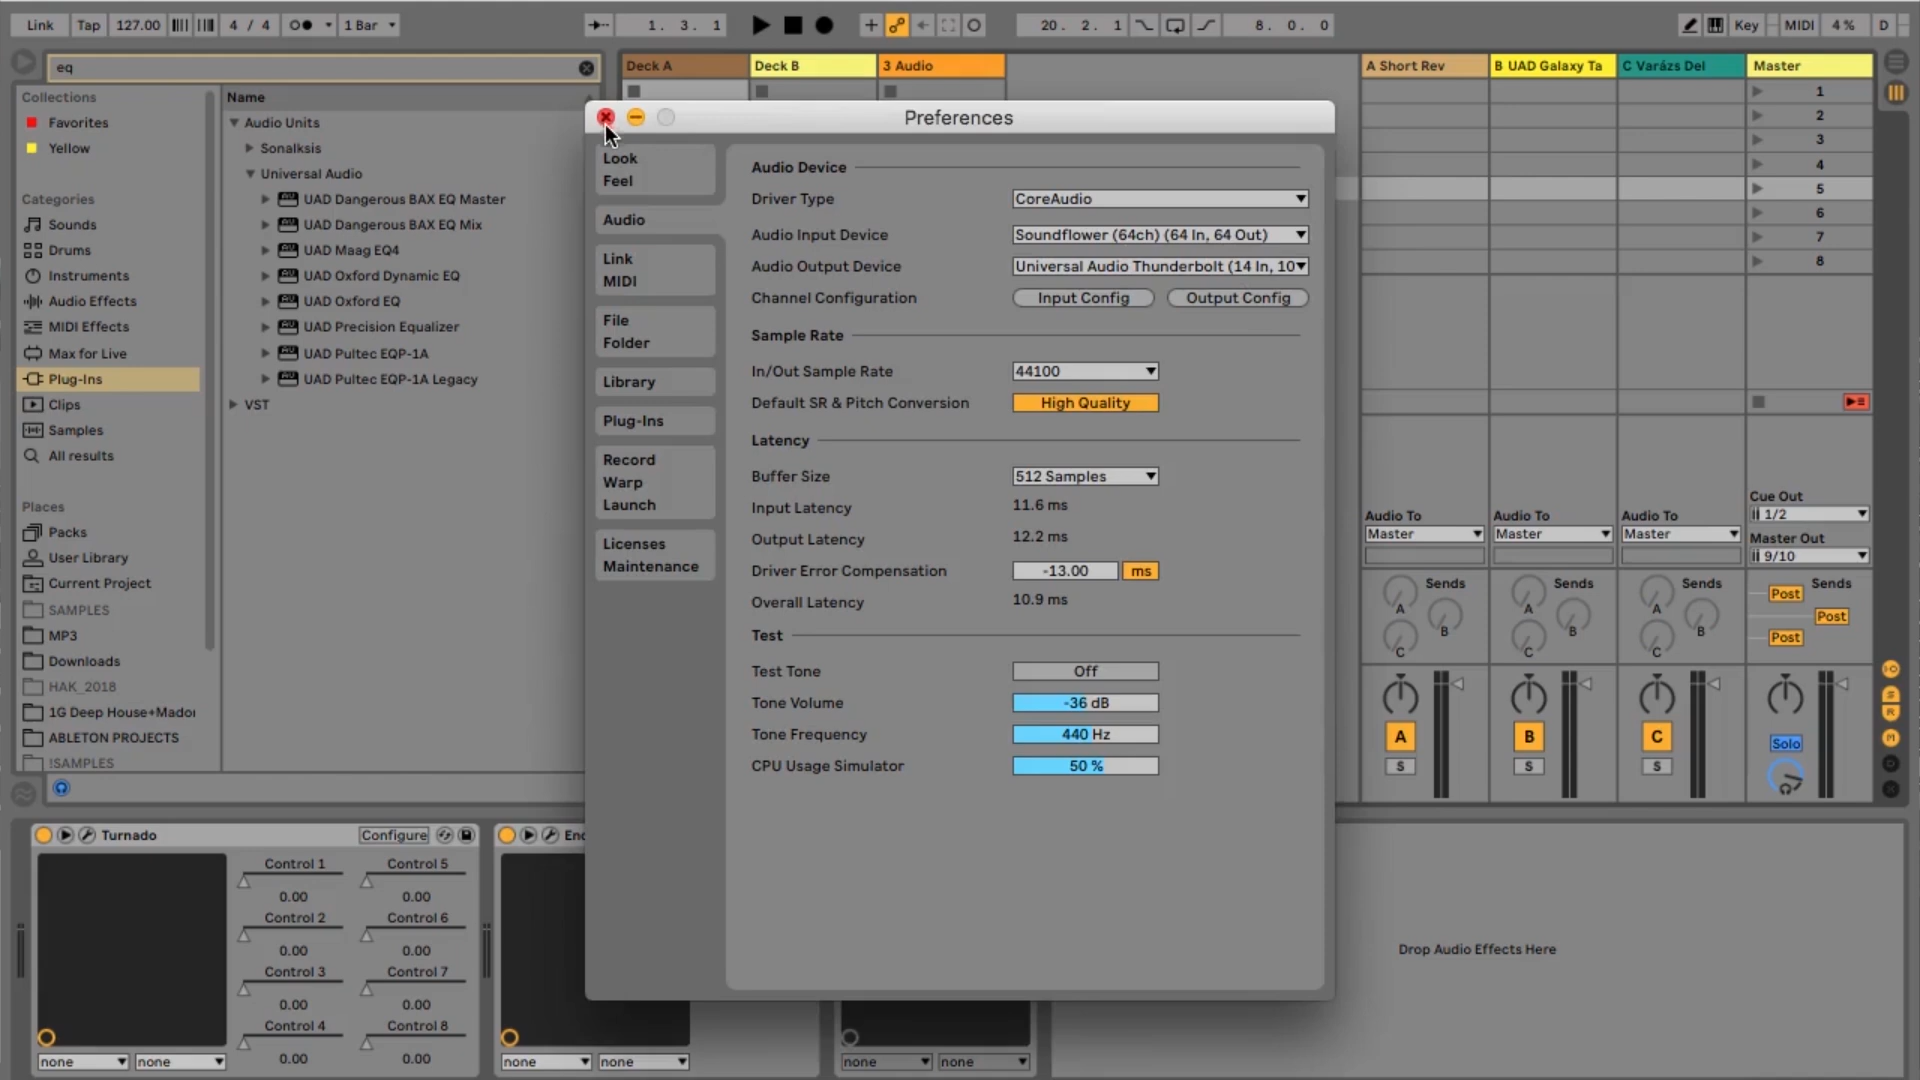 Link Tap 127.00 4 / 4 1 Bar 1. 3. 1 20. 2. 1 8. 0. 0 Key MIDI 4 % D
eq
Collections
Favorites
Yellow
Categories
Sounds
Drums
Instruments
Audio Effects
MIDI Effects
Max for Live
Plug-Ins
Clips
Samples
All results
Places
Packs
User Library
Current Project
SAMPLES
MP3
Downloads
HAK_2018
1G Deep House+Mador
ABLETON PROJECTS
!SAMPLES
Name
Audio Units
Sonalksis
Universal Audio
UAD Dangerous BAX EQ Master
UAD Dangerous BAX EQ Mix
UAD Maag EQ4
UAD Oxford Dynamic EQ
UAD Oxford EQ
UAD Precision Equalizer
UAD Pultec EQP-1A
UAD Pultec EQP-1A Legacy
VST
Deck A Deck B 3 Audio A Short Rev B UAD Galaxy Ta C Varázs Del Master
Preferences
Look
Feel
Audio
Link
MIDI
File
Folder
Library
Plug-Ins
Record
Warp
Launch
Licenses
Maintenance
Audio Device
Driver Type CoreAudio
Audio Input Device Soundflower (64ch) (64 In, 64 Out)
Audio Output Device Universal Audio Thunderbolt (14 In, 10
Channel Configuration Input Config Output Config
Sample Rate
In/Out Sample Rate 44100
Default SR & Pitch Conversion High Quality
Latency
Buffer Size 512 Samples
Input Latency 11.6 ms
Output Latency 12.2 ms
Driver Error Compensation -13.00 ms
Overall Latency 10.9 ms
Test
Test Tone Off
Tone Volume -36 dB
Tone Frequency 440 Hz
CPU Usage Simulator 50 %
1
2
3
4
5
6
7
8
Cue Out
1/2
Master Out
9/10
Audio To Audio To Audio To
Master Master Master
Sends Sends Sends Sends
A B C A B C A B C Post Post Post
A B C Solo
S S S
Turnado Configure
Control 1 Control 5
0.00 0.00
Control 2 Control 6
0.00 0.00
Control 3 Control 7
0.00 0.00
Control 4 Control 8
0.00 0.00
none none none none none none
Drop Audio Effects Here